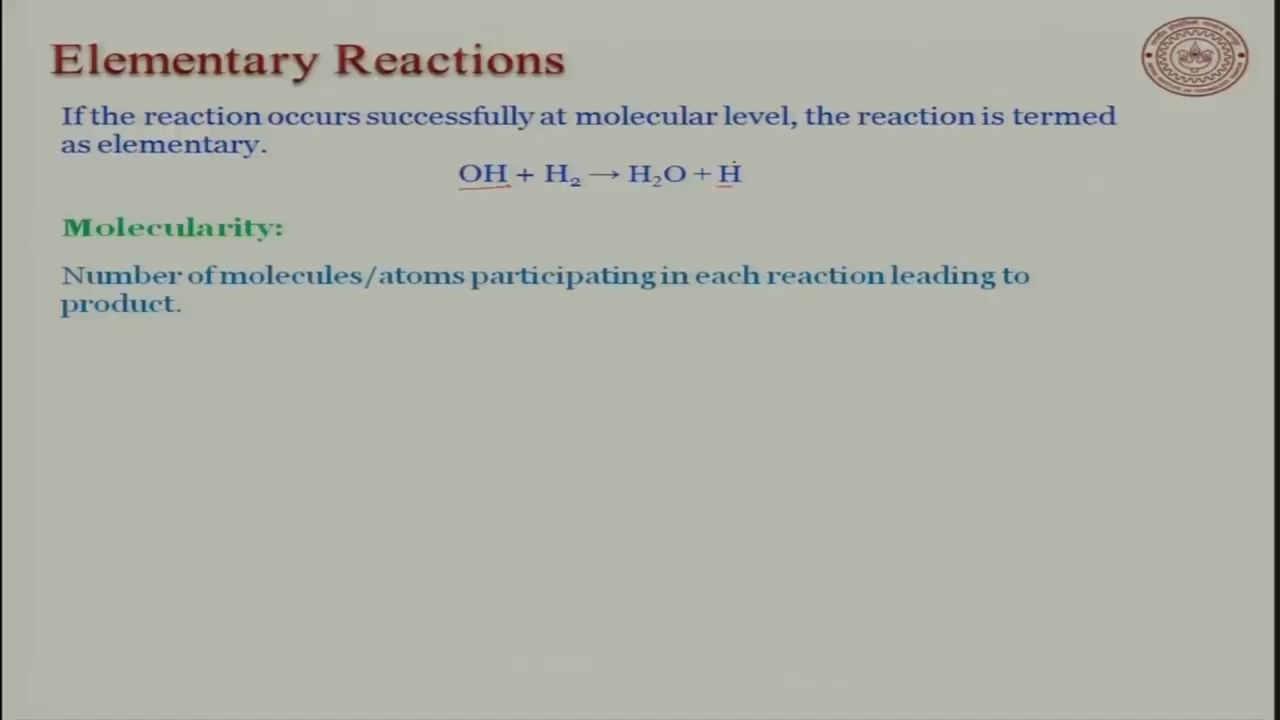 Elementary Reactions
If the reaction occurs successfully at molecular level, the reaction is termed
as elementary.
OH + H₂ → H₂O + Ḣ
Molecularity:
Number of molecules/atoms participating in each reaction leading to
product.